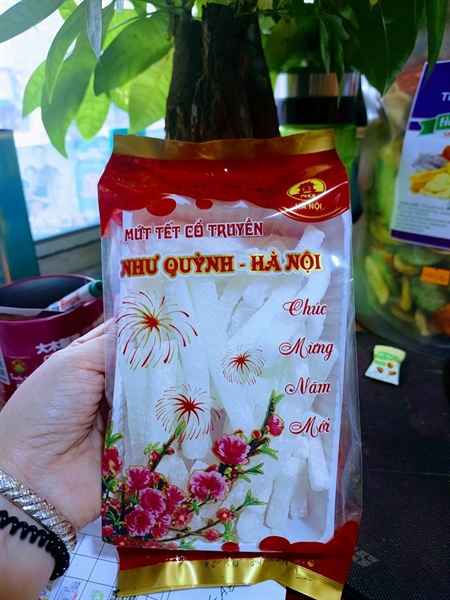 HÀ NỘI
MỨT TẾT CỔ TRUYỀN
NHƯ QUỲNH - HÀ NỘI
Chúc
Mừng
Năm
Mới